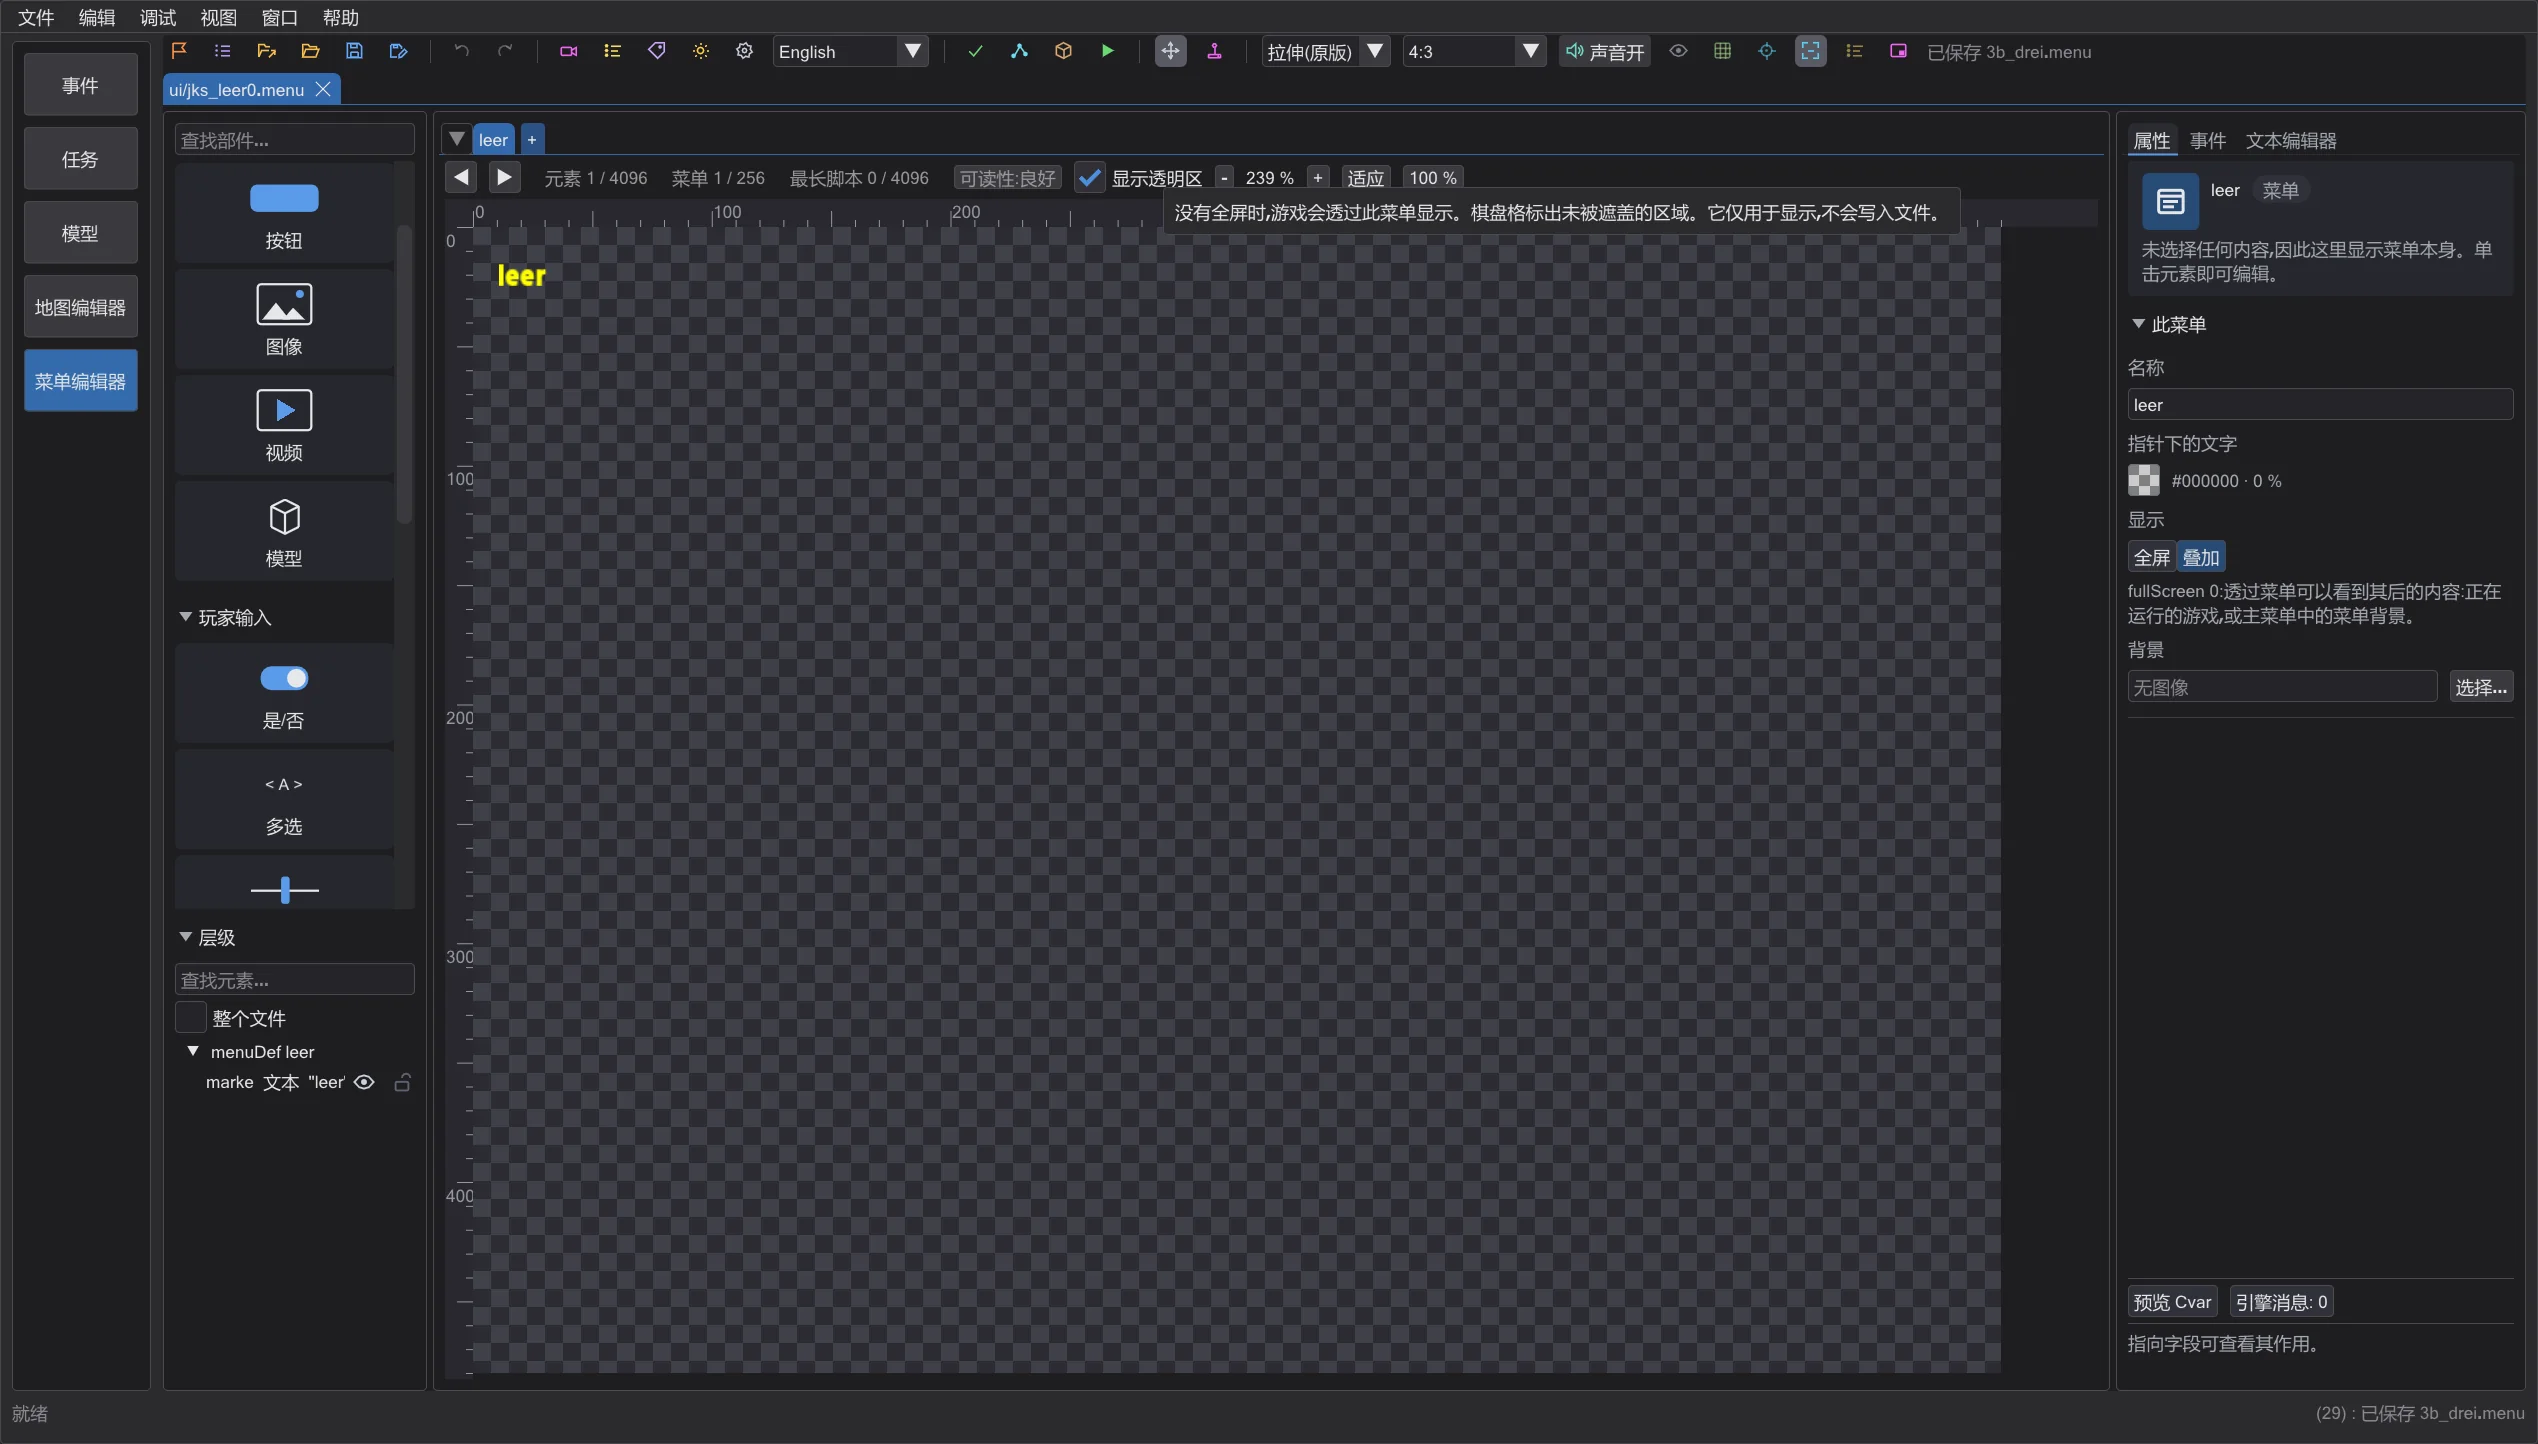 文件 编辑 调试 视图 窗口 帮助
English 拉伸(原版) 4:3 声音开 已保存 3b_drei.menu
ui/jks_leer0.menu
事件
任务
模型
地图编辑器
菜单编辑器
查找部件...
按钮
图像
视频
模型
玩家输入
是/否
< A >
多选
层级
查找元素...
整个文件
menuDef leer
marke 文本 "leer"
leer +
元素 1 / 4096 菜单 1 / 256 最长脚本 0 / 4096 可读性:良好 显示透明区 - 239 % + 适应 100 %
没有全屏时,游戏会透过此菜单显示。棋盘格标出未被遮盖的区域。它仅用于显示,不会写入文件。
0 100 200
0
100
200
300
400
leer
属性 事件 文本编辑器
leer 菜单
未选择任何内容,因此这里显示菜单本身。单
击元素即可编辑。
此菜单
名称
leer
指针下的文字
#000000 · 0 %
显示
全屏 叠加
fullScreen 0:透过菜单可以看到其后的内容:正在
运行的游戏,或主菜单中的菜单背景。
背景
无图像 选择...
预览 Cvar 引擎消息: 0
指向字段可查看其作用。
就绪
(29) : 已保存 3b_drei.menu